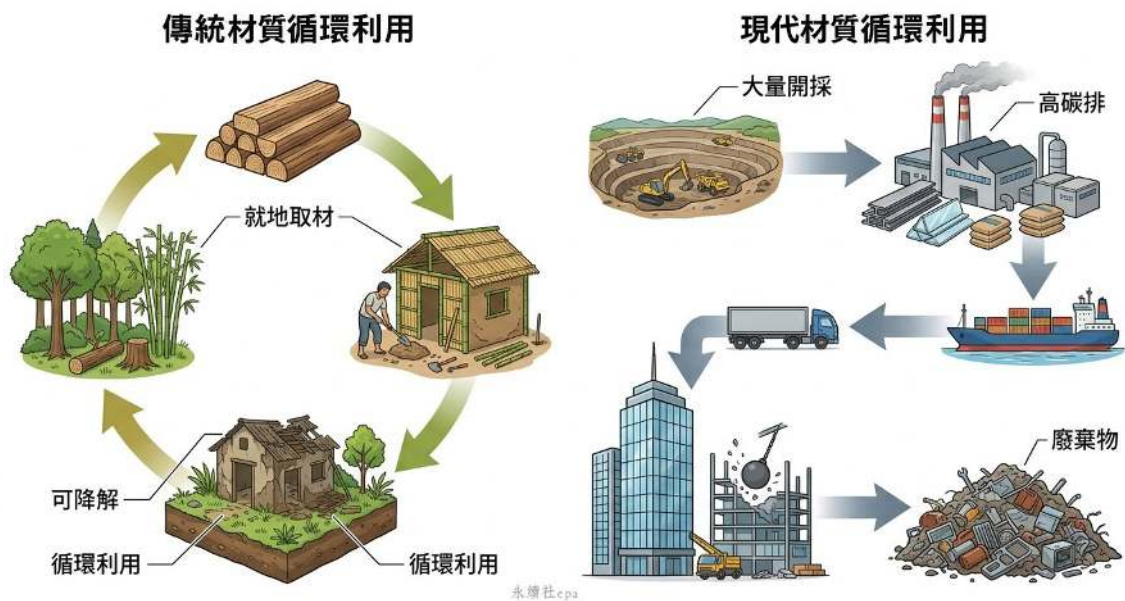 傳統材質循環利用
就地取材
可降解
循環利用
循環利用
現代材質循環利用
大量開採
高碳排
廢棄物
永續社epa